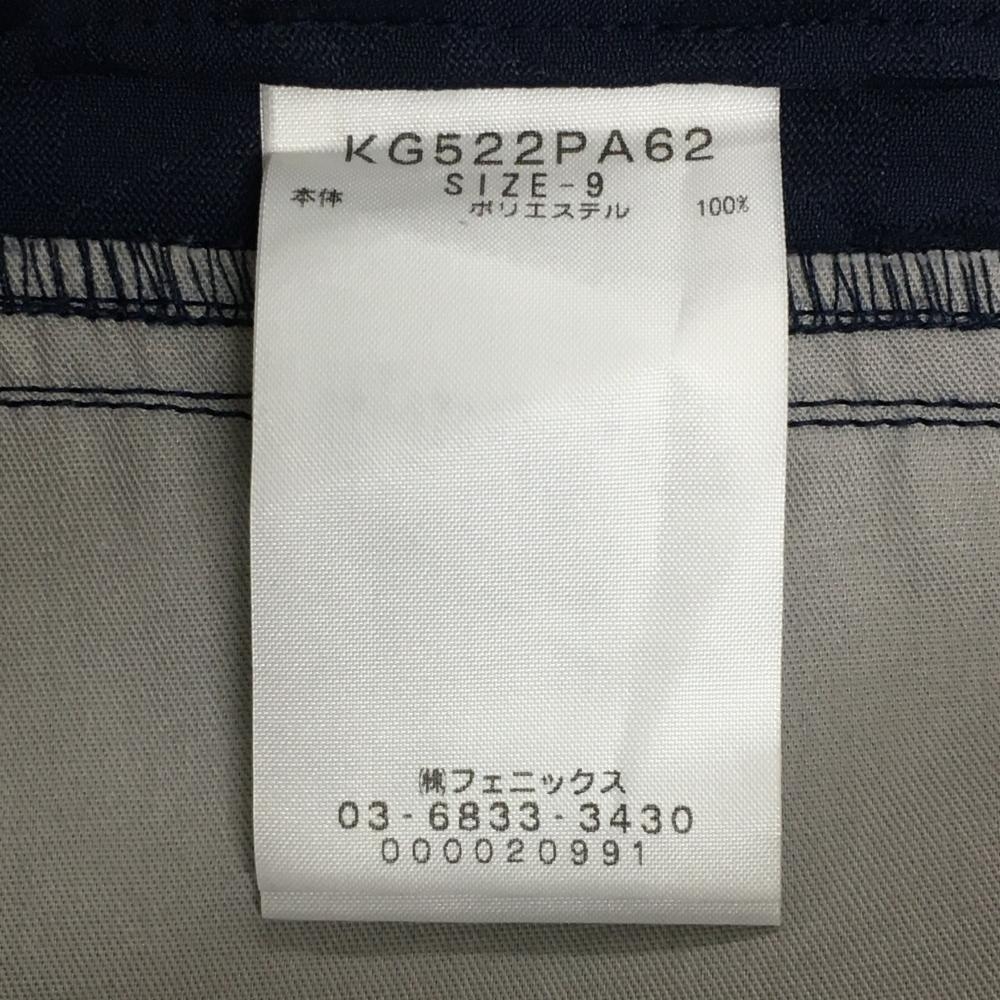 KG522PA62
SIZE-9
本体 ポリエステル 100%
㈱フェニックス
03-6833-3430
000020991